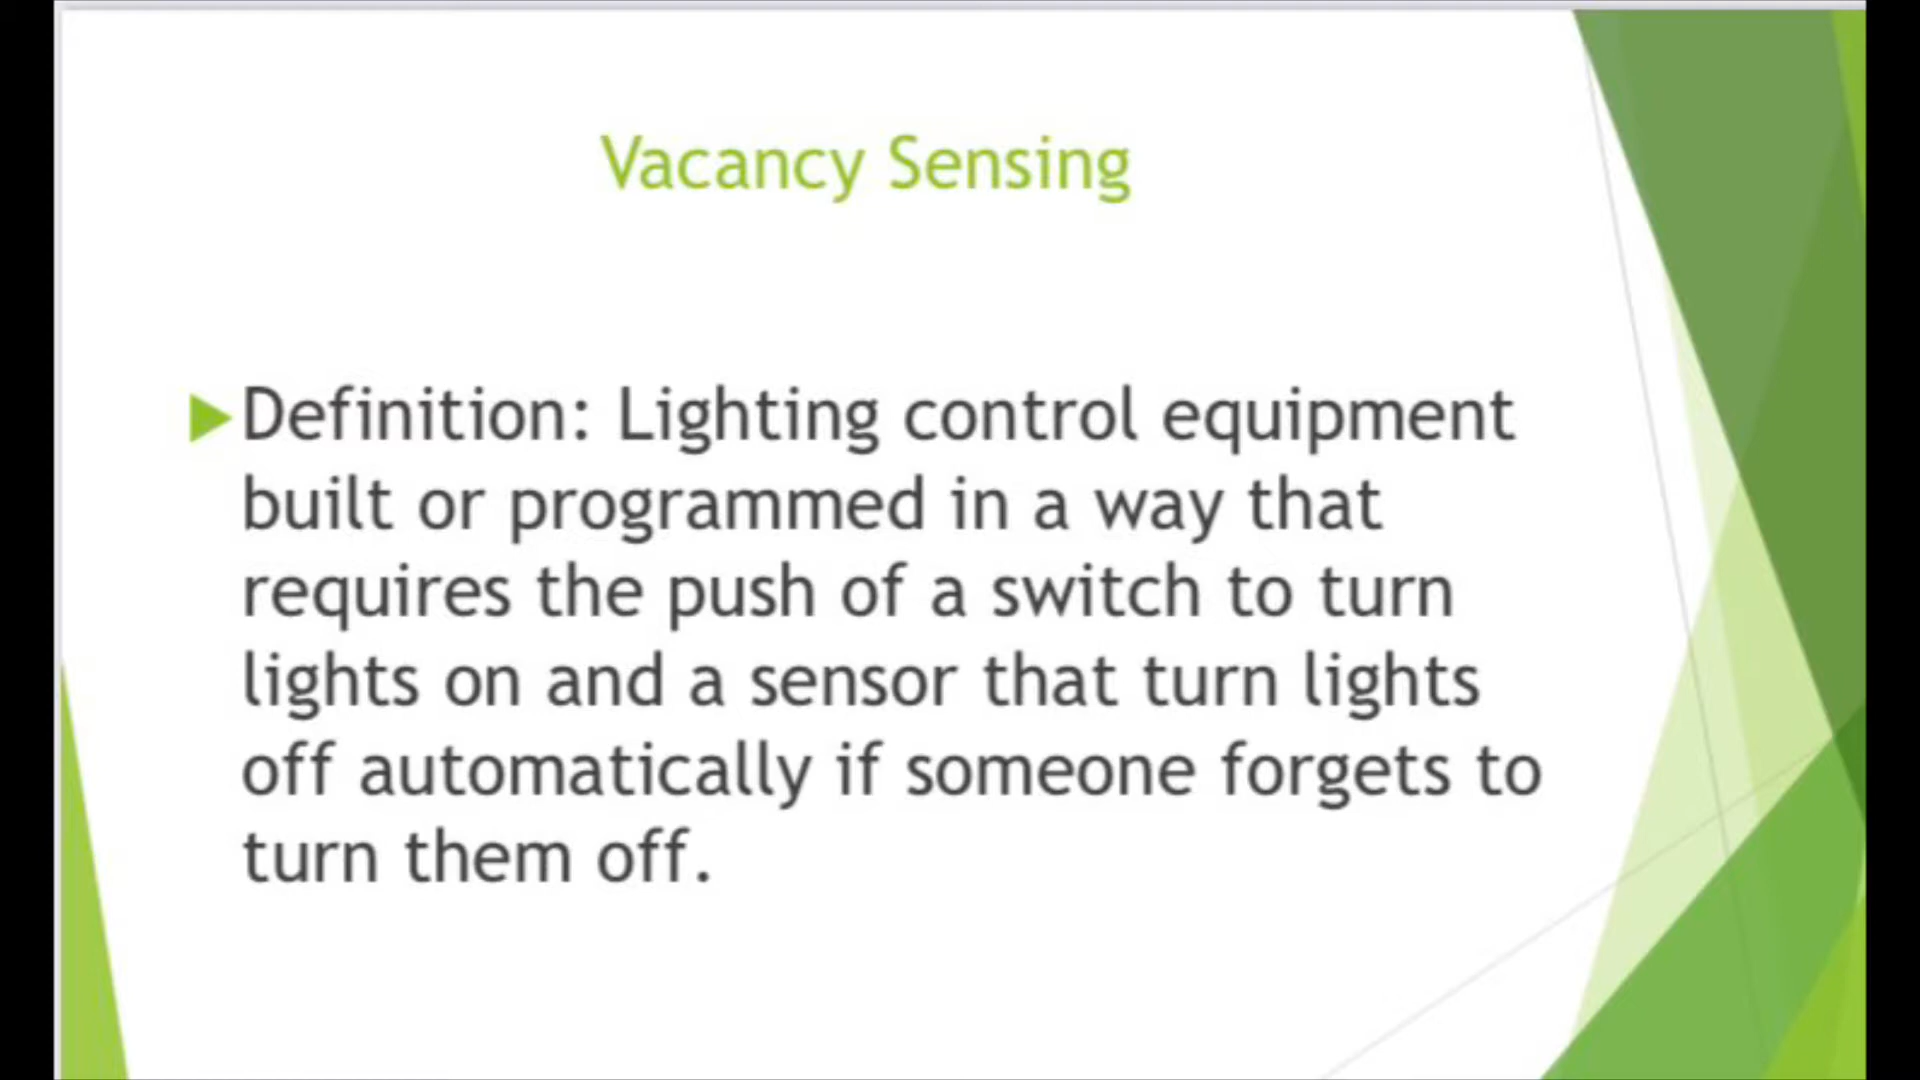 Vacancy Sensing
Definition: Lighting control equipment
built or programmed in a way that
requires the push of a switch to turn
lights on and a sensor that turn lights
off automatically if someone forgets to
turn them off.